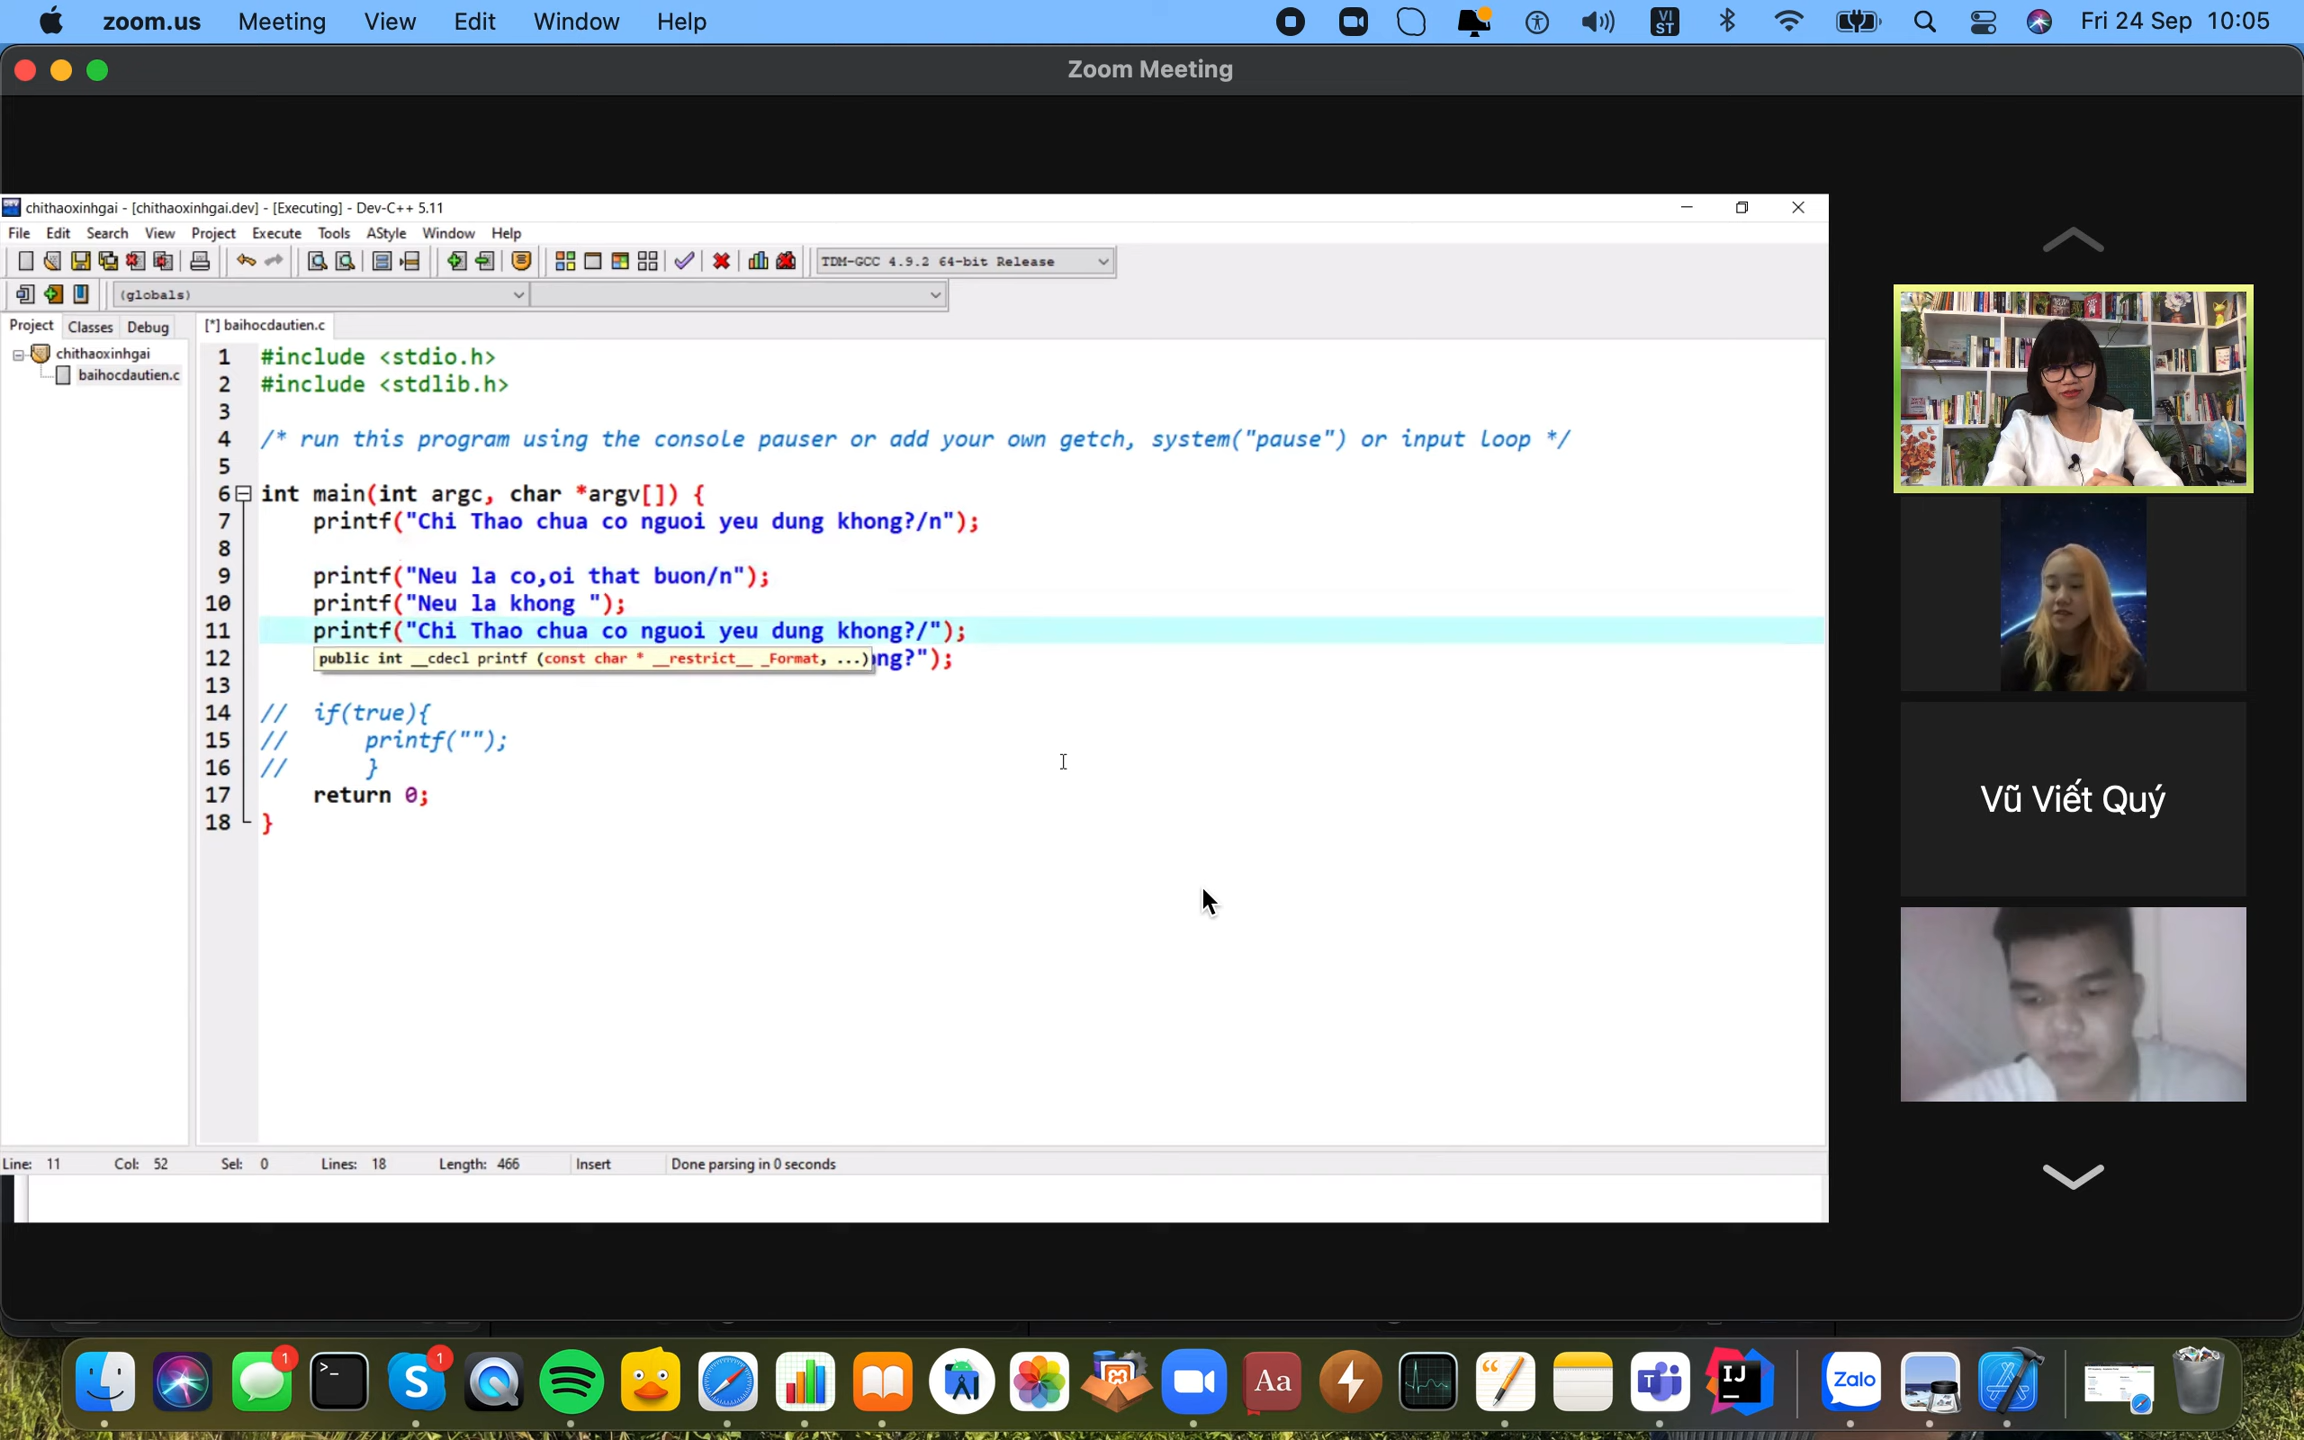 zoom.us Meeting View Edit Window Help VI ST Fri 24 Sep 10:05
Zoom Meeting
chithaoxinhgai - [chithaoxinhgai.dev] - [Executing] - Dev-C++ 5.11
File Edit Search View Project Execute Tools AStyle Window Help
TDM-GCC 4.9.2 64-bit Release
(globals)
Project Classes Debug [*] baihocdautien.c
chithaoxinhgai
baihocdautien.c
1 #include <stdio.h>
2 #include <stdlib.h>
3
4 /* run this program using the console pauser or add your own getch, system("pause") or input loop */
5
6 int main(int argc, char *argv[]) {
7 printf("Chi Thao chua co nguoi yeu dung khong?/n");
8
9 printf("Neu la co,oi that buon/n");
10 printf("Neu la khong ");
11 printf("Chi Thao chua co nguoi yeu dung khong?/");
12 public int __cdecl printf (const char * __restrict__ _Format, ...) ng?");
13
14 // if(true){
15 // printf("");
16 // }
17 return 0;
18 }
Line: 11 Col: 52 Sel: 0 Lines: 18 Length: 466 Insert Done parsing in 0 seconds
Vũ Viết Quý
1
1
Aa
IJ
Zalo